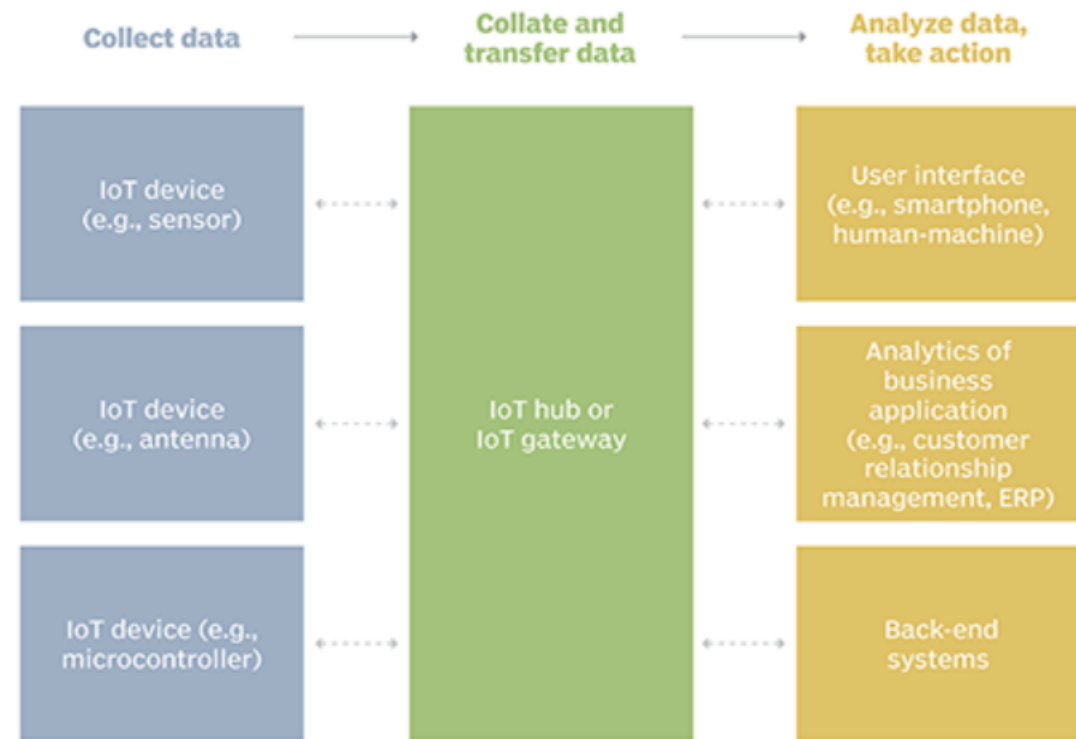 Collect data
Collate and
transfer data
Analyze data,
take action
IoT device
(e.g., sensor)
IoT device
(e.g., antenna)
IoT device (e.g.,
microcontroller)
IoT hub or
IoT gateway
User interface
(e.g., smartphone,
human-machine)
Analytics of
business
application
(e.g., customer
relationship
management, ERP)
Back-end
systems